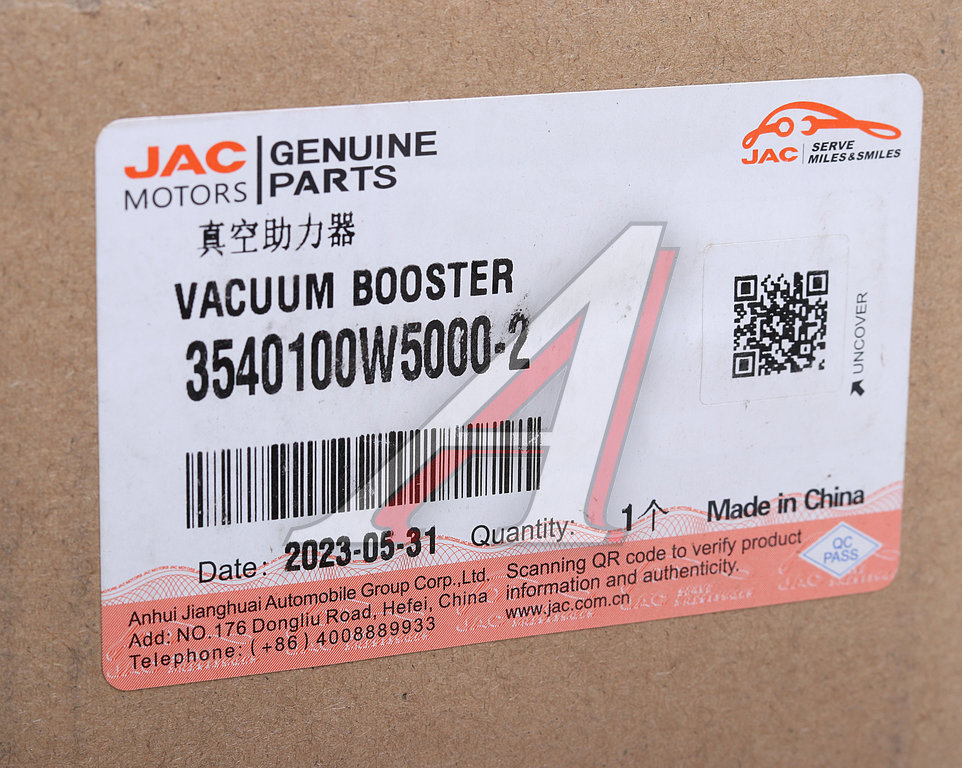 JAC
MOTORS
GENUINE
PARTS
JAC
SERVE
MILES&SMILES
真空助力器
VACUUM BOOSTER
3540100W5000-2
UNCOVER
Date: 2023-05-31
Quantity: 1个
Made in China
QC
PASS
Anhui Jianghuai Automobile Group Corp.,Ltd.
Add: NO.176 Dongliu Road, Hefei, China
Telephone: (+86) 4008889933
Scanning QR code to verify product
information and authenticity.
www.jac.com.cn